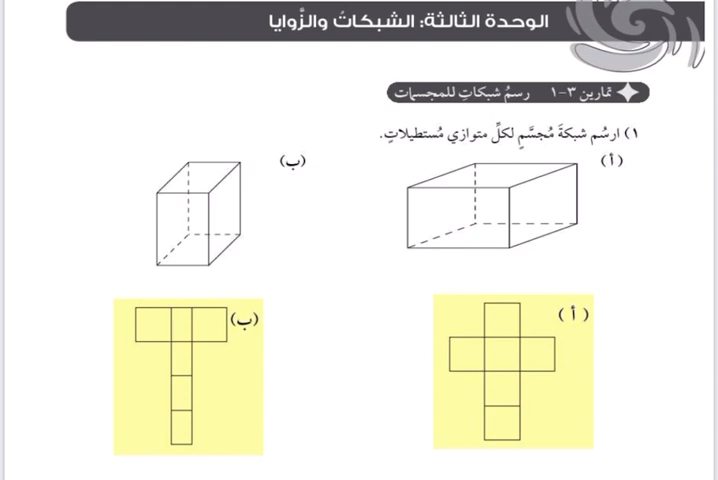 الوحدة الثالثة: الشبكاتُ والزَّوايا
تمارين ٣-١ رسمُ شبكاتِ للمجسمات
١) ارسُم شبكةَ مُجسَّمٍ لكلِّ متوازي مُستطيلاتٍ.
(أ)
(ب)
(أ)
(ب)